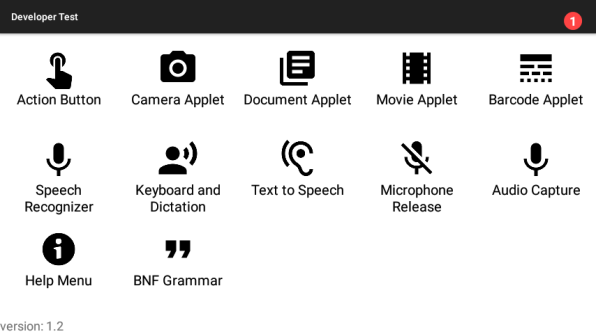 Developer Test
1
Action Button
Camera Applet
Document Applet
Movie Applet
Barcode Applet
Speech
Recognizer
Keyboard and
Dictation
Text to Speech
Microphone
Release
Audio Capture
Help Menu
BNF Grammar
version: 1.2